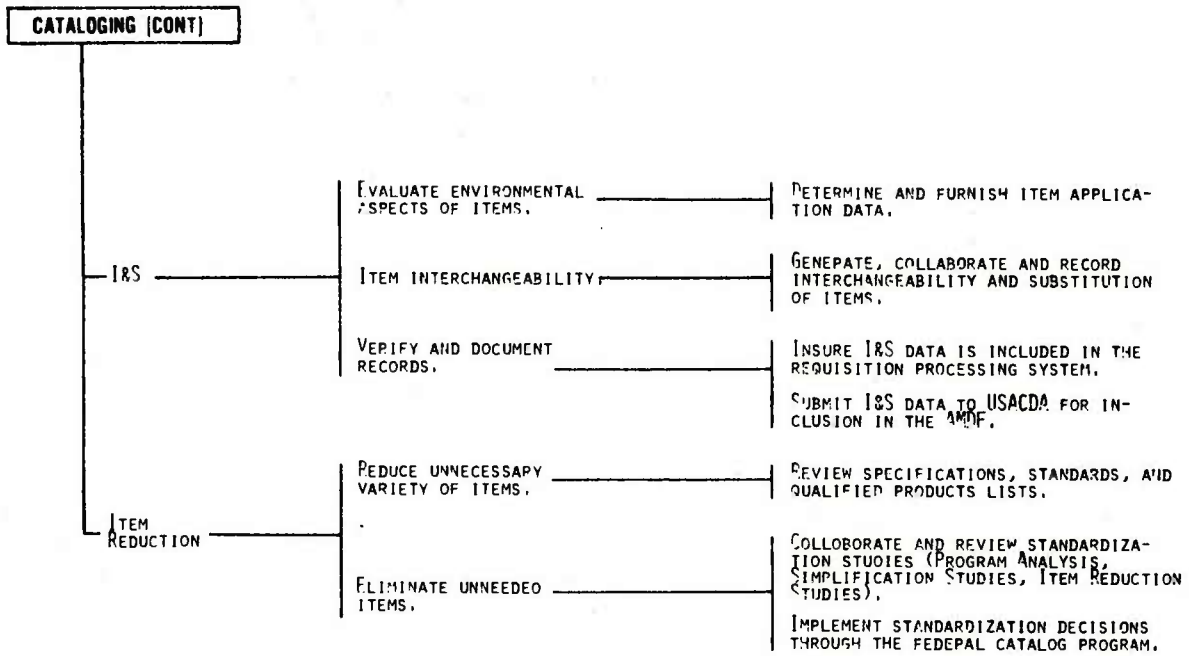 CATALOGING (CONT)
EVALUATE ENVIRONMENTAL
ASPECTS OF ITEMS.
DETERMINE AND FURNISH ITEM APPLICA-
TION DATA.
I&S
ITEM INTERCHANGEABILITY.
GENEPATE, COLLABORATE AND RECORD
INTERCHANGEABILITY AND SUBSTITUTION
OF ITEMS.
VERIFY AND DOCUMENT
RECORDS.
INSURE I&S DATA IS INCLUDED IN THE
REQUISITION PROCESSING SYSTEM.
SUBMIT I&S DATA TO USACDA FOR IN-
CLUSION IN THE AMDF.
ITEM
REDUCTION
REDUCE UNNECESSARY
VARIETY OF ITEMS.
REVIEW SPECIFICATIONS, STANDARDS, AND
QUALIFIED PRODUCTS LISTS.
ELIMINATE UNNEEDED
ITEMS.
COLLOBORATE AND REVIEW STANDARDIZA-
TION STUDIES (PROGRAM ANALYSIS,
SIMPLIFICATION STUDIES, ITEM REDUCTION
STUDIES).
IMPLEMENT STANDARDIZATION DECISIONS
THROUGH THE FEDEPAL CATALOG PROGRAM.